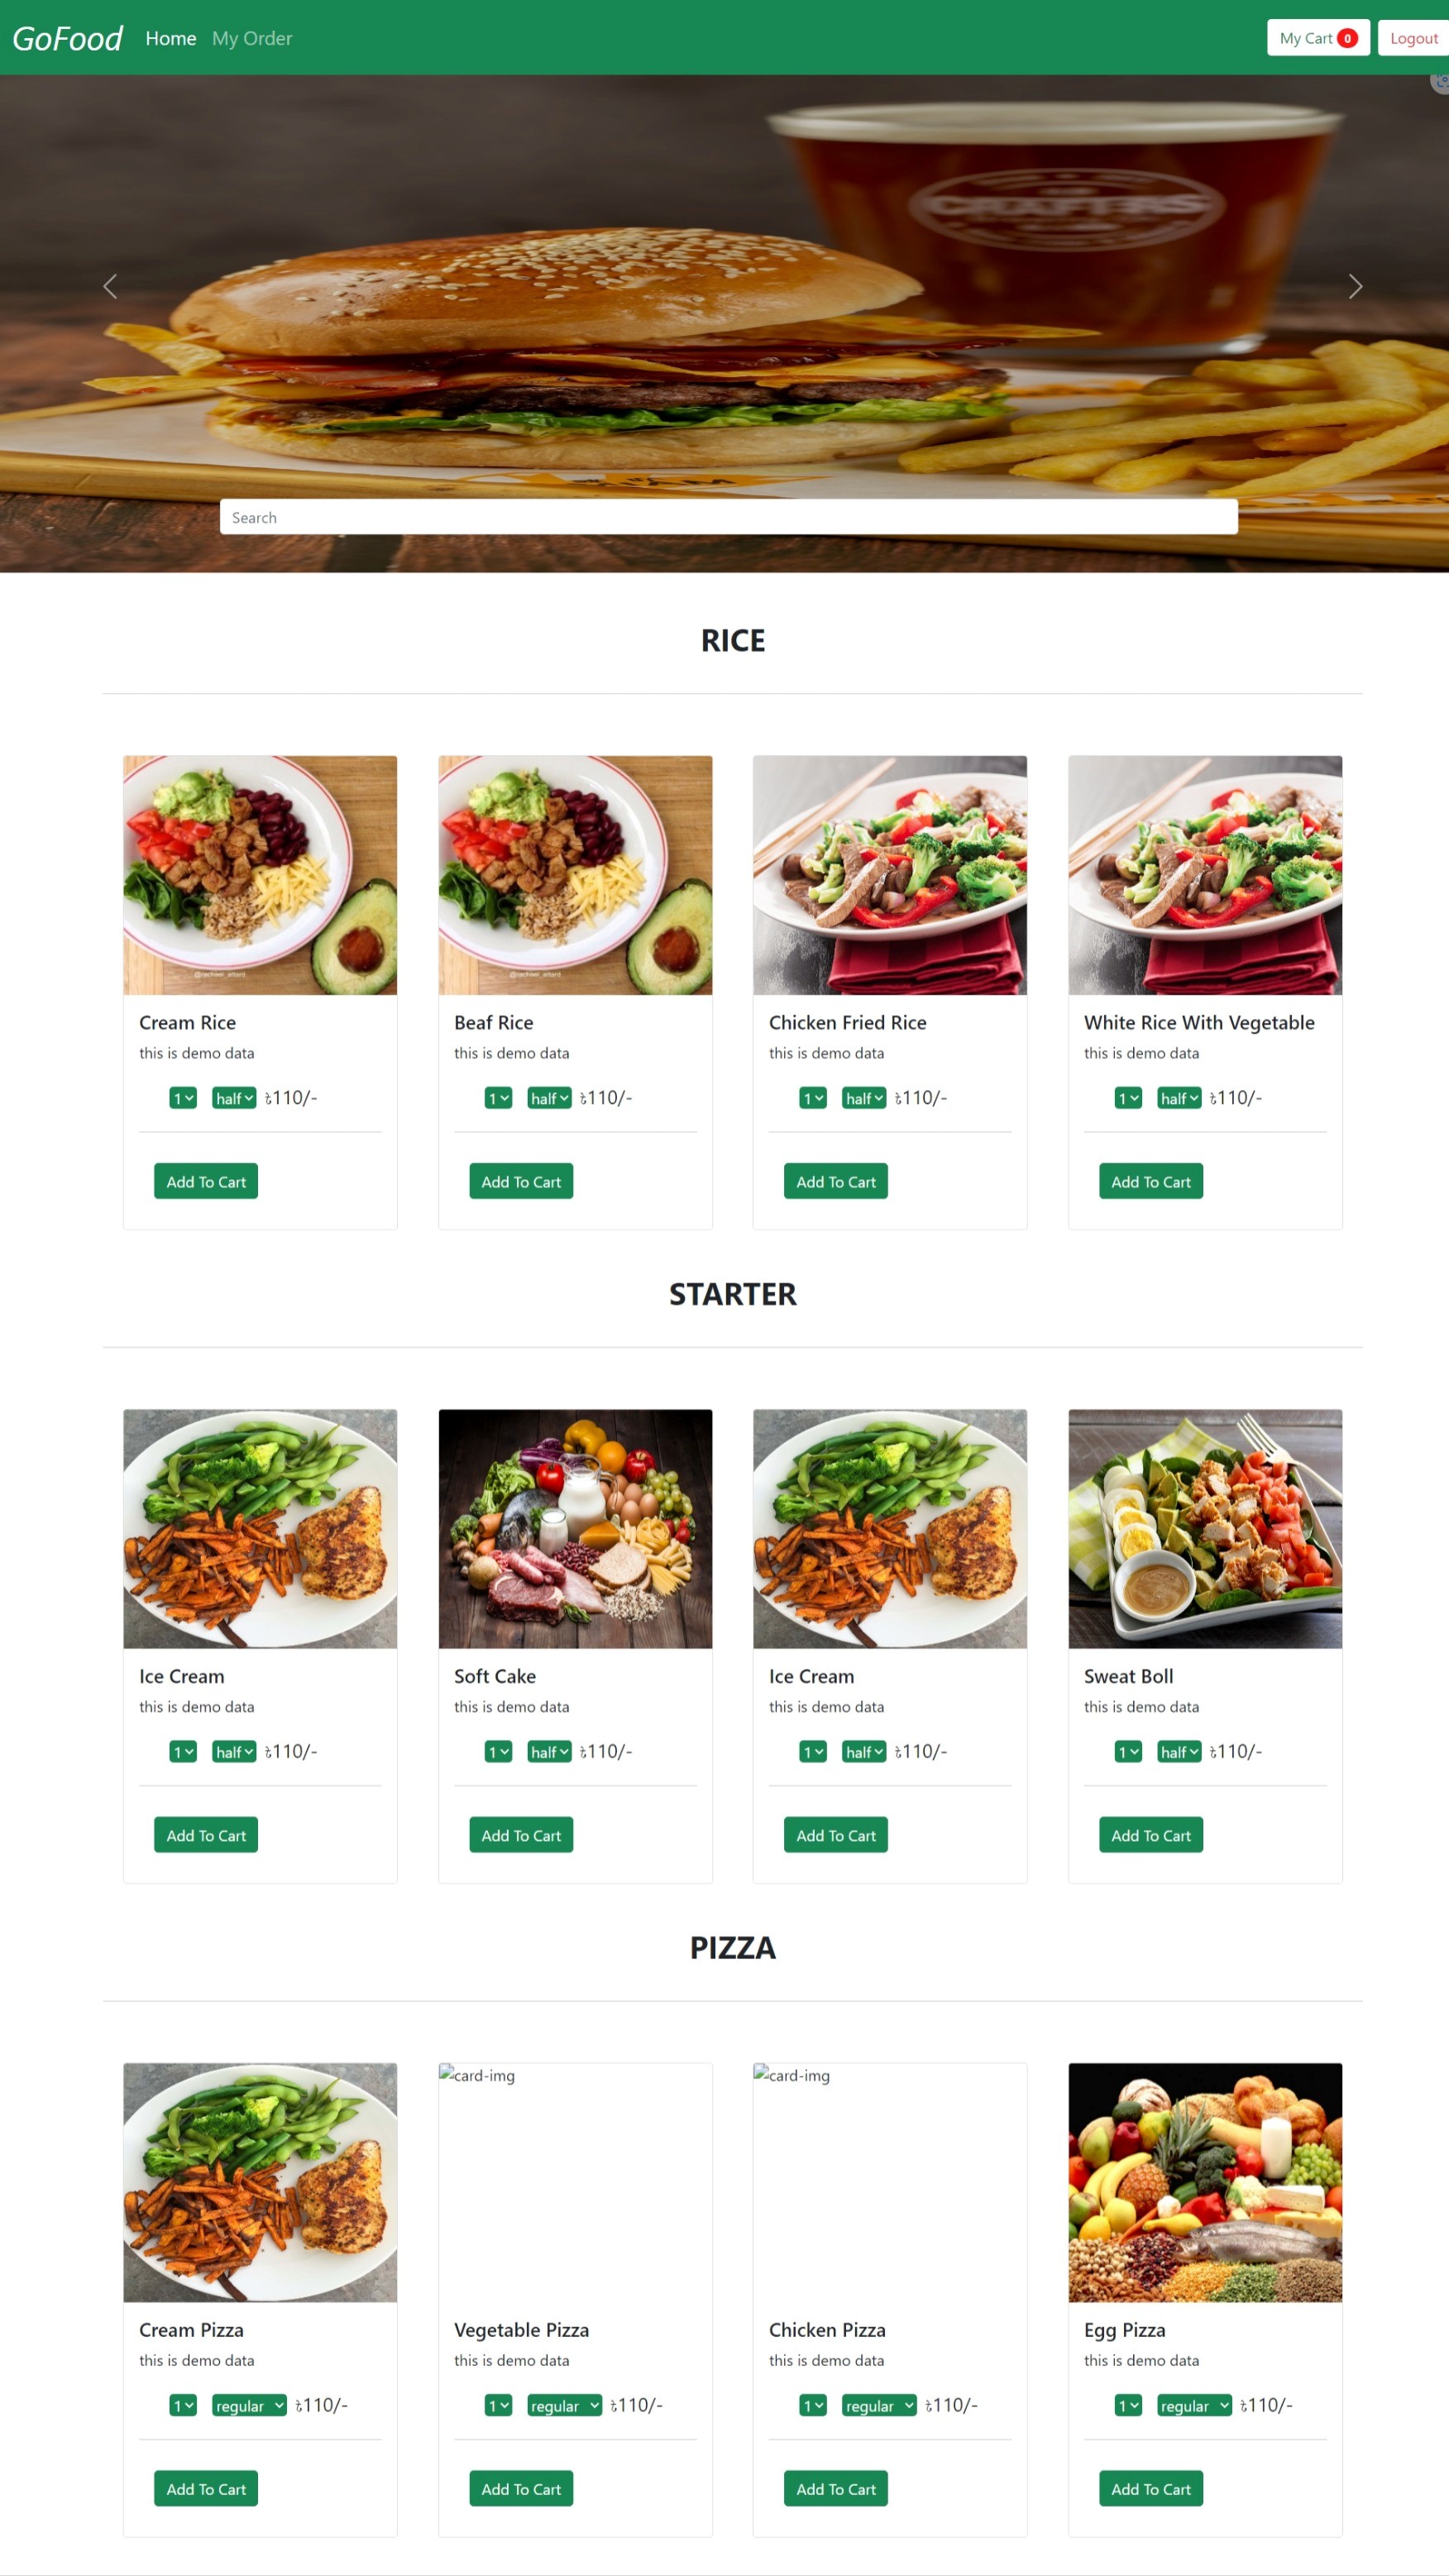 GoFood Home My Order My Cart 0 Logout
CRAFTERS
Search
RICE
@rachael_attard @rachael_attard
Cream Rice Beaf Rice Chicken Fried Rice White Rice With Vegetable
this is demo data this is demo data this is demo data this is demo data
1 half ৳110/- 1 half ৳110/- 1 half ৳110/- 1 half ৳110/-
Add To Cart Add To Cart Add To Cart Add To Cart
STARTER
Ice Cream Soft Cake Ice Cream Sweat Boll
this is demo data this is demo data this is demo data this is demo data
1 half ৳110/- 1 half ৳110/- 1 half ৳110/- 1 half ৳110/-
Add To Cart Add To Cart Add To Cart Add To Cart
PIZZA
card-img card-img
Cream Pizza Vegetable Pizza Chicken Pizza Egg Pizza
this is demo data this is demo data this is demo data this is demo data
1 regular ৳110/- 1 regular ৳110/- 1 regular ৳110/- 1 regular ৳110/-
Add To Cart Add To Cart Add To Cart Add To Cart